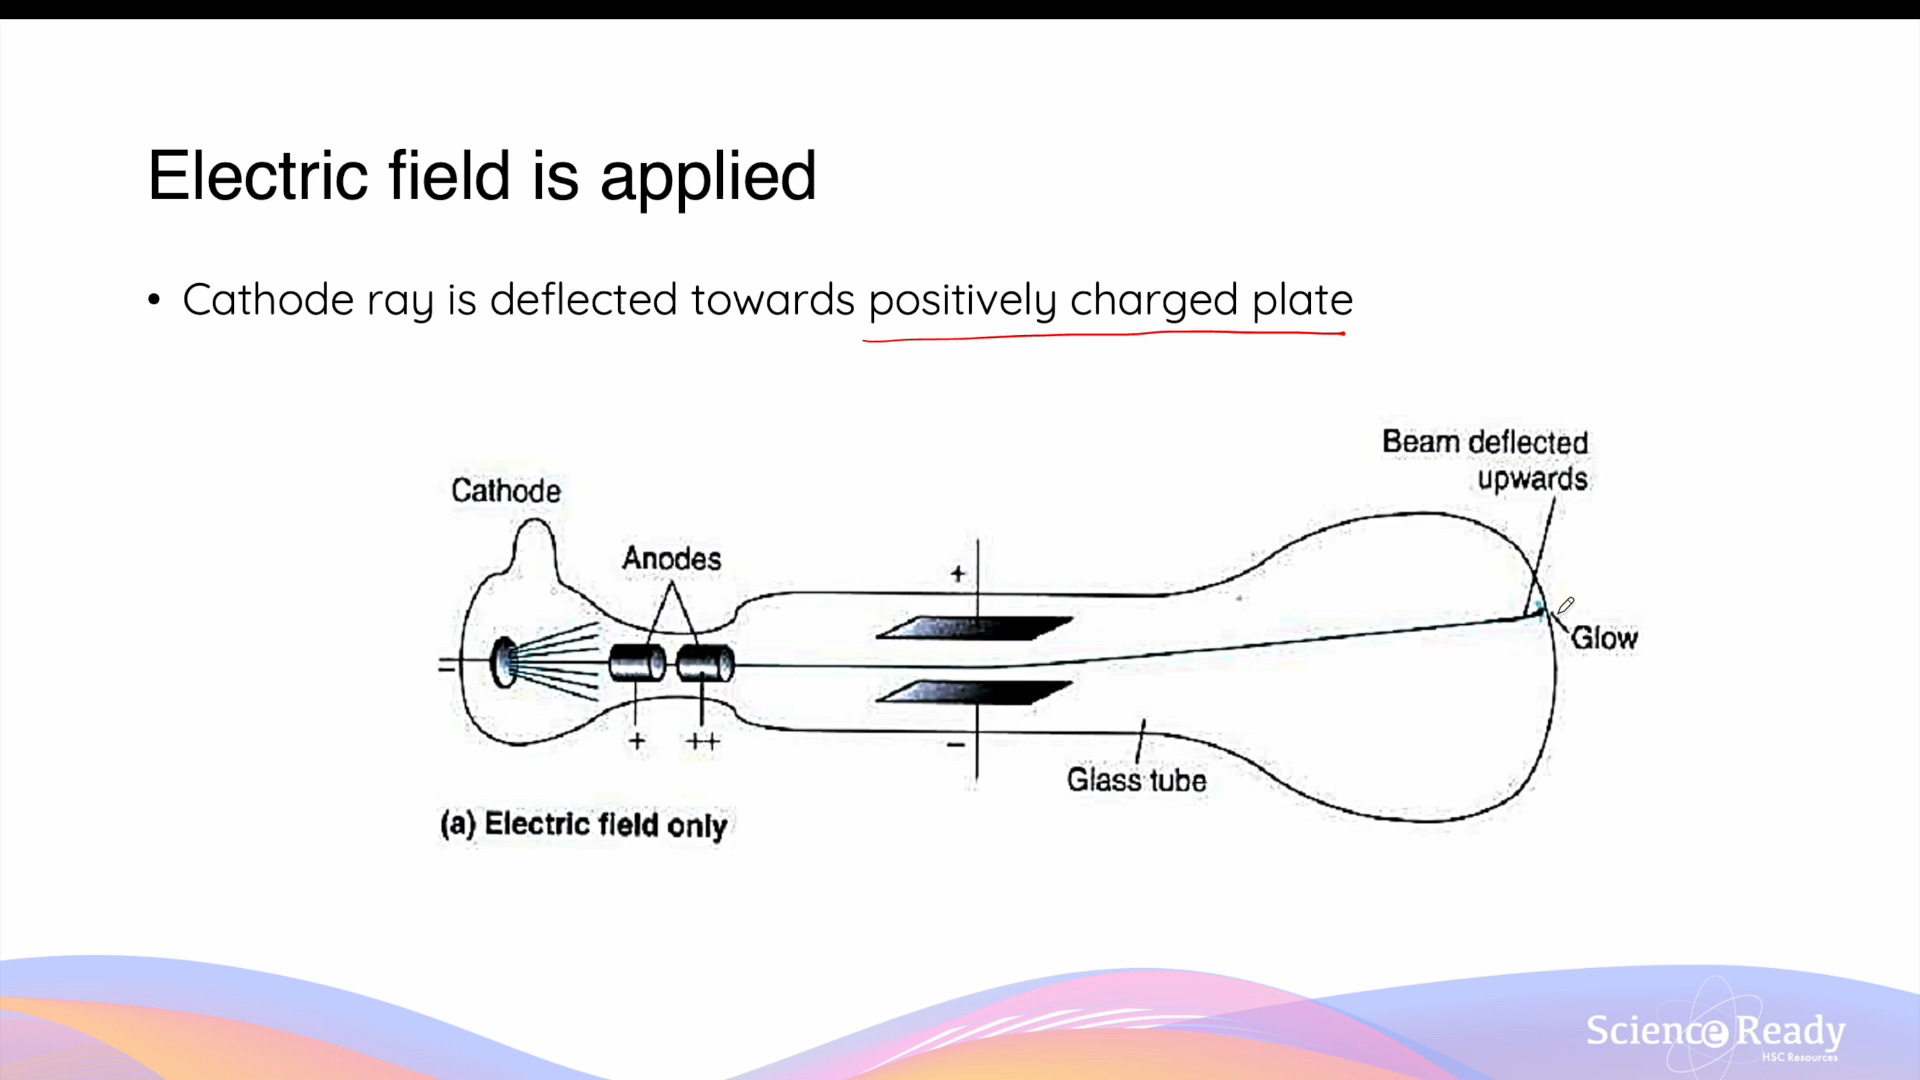 Electric field is applied
• Cathode ray is deflected towards positively charged plate
Beam deflected
upwards
Cathode
Anodes
+
Glow
=
+ ++
–
Glass tube
(a) Electric field only
Science Ready
HSC Resources